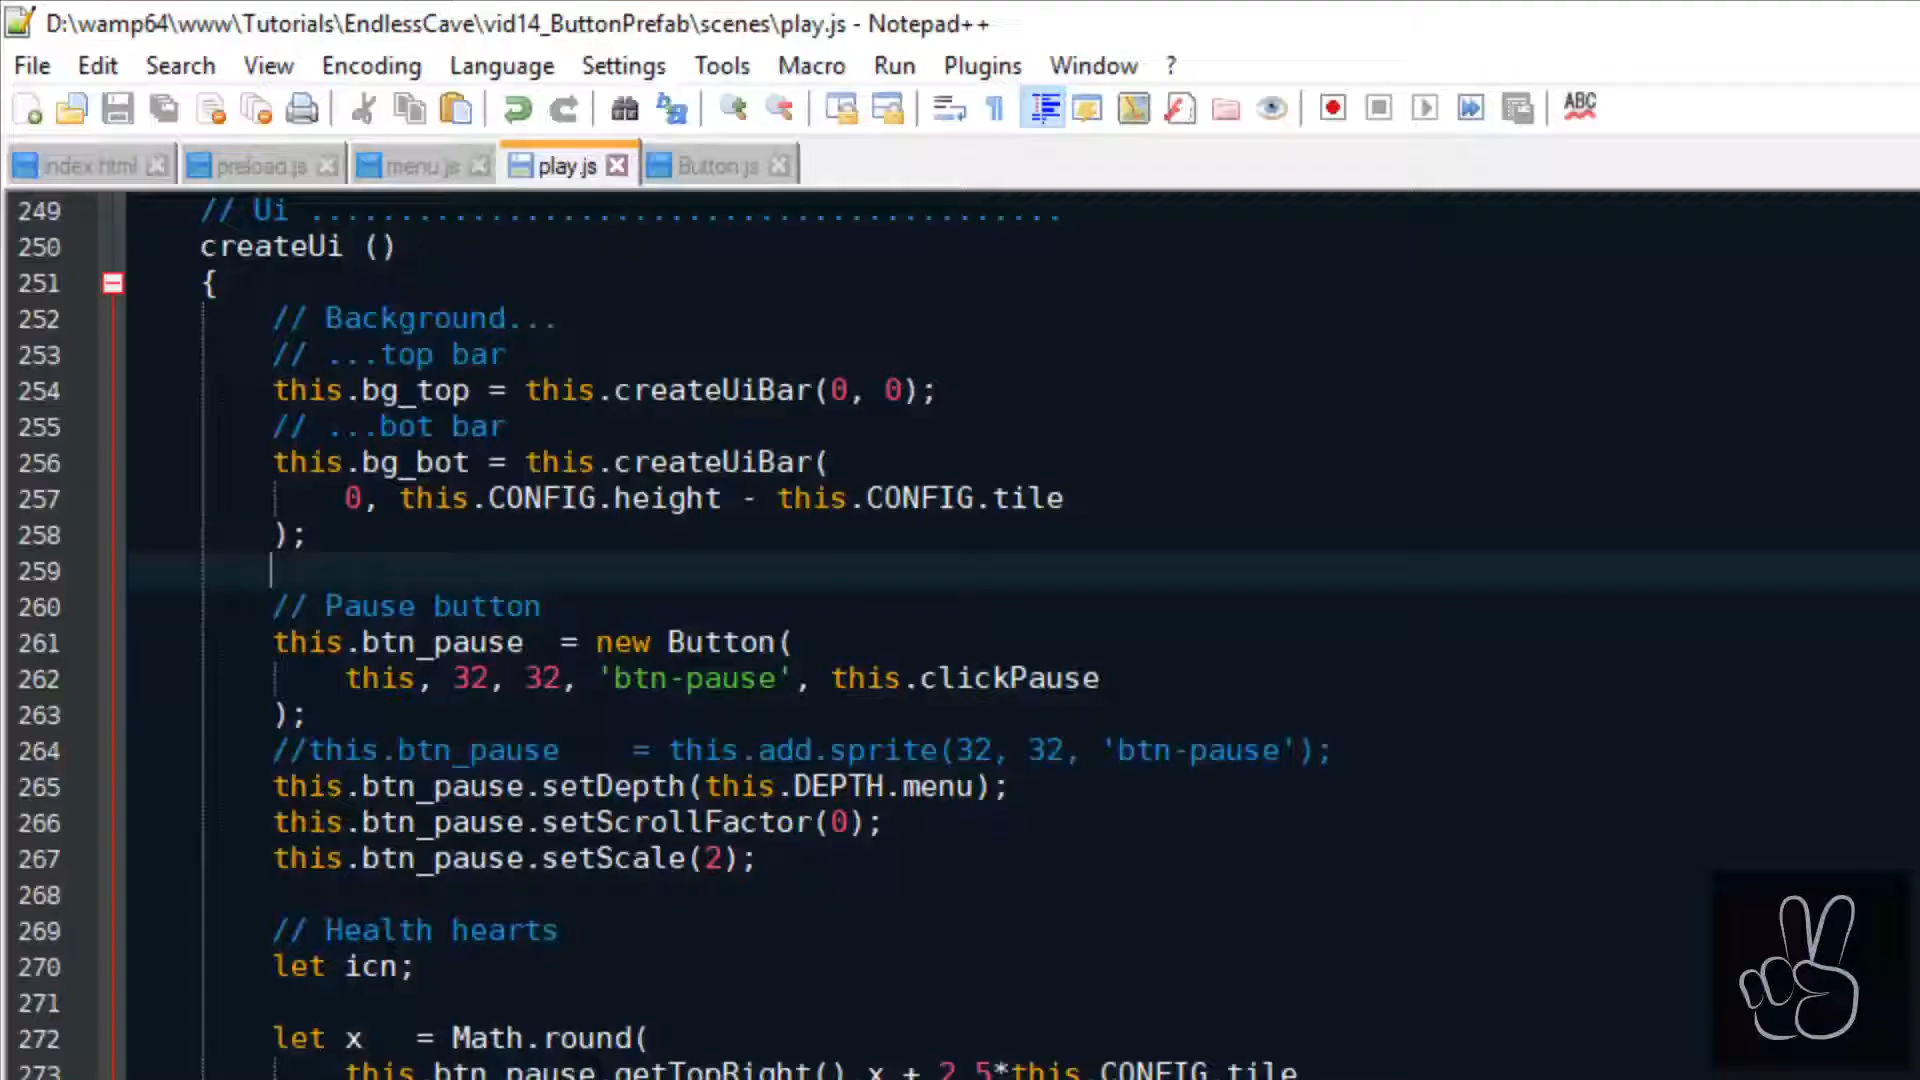 D:\wamp64\www\Tutorials\EndlessCave\vid14_ButtonPrefab\scenes\play.js - Notepad++
File Edit Search View Encoding Language Settings Tools Macro Run Plugins Window ?
ABC
index.html preload.js menu.js play.js Button.js
249 // Ui ..........................................
250 createUi ()
251 {
252 // Background...
253 // ...top bar
254 this.bg_top = this.createUiBar(0, 0);
255 // ...bot bar
256 this.bg_bot = this.createUiBar(
257 0, this.CONFIG.height - this.CONFIG.tile
258 );
259
260 // Pause button
261 this.btn_pause = new Button(
262 this, 32, 32, 'btn-pause', this.clickPause
263 );
264 //this.btn_pause = this.add.sprite(32, 32, 'btn-pause');
265 this.btn_pause.setDepth(this.DEPTH.menu);
266 this.btn_pause.setScrollFactor(0);
267 this.btn_pause.setScale(2);
268
269 // Health hearts
270 let icn;
271
272 let x = Math.round(
273 this.btn_pause.getTopRight().x + 2.5*this.CONFIG.tile